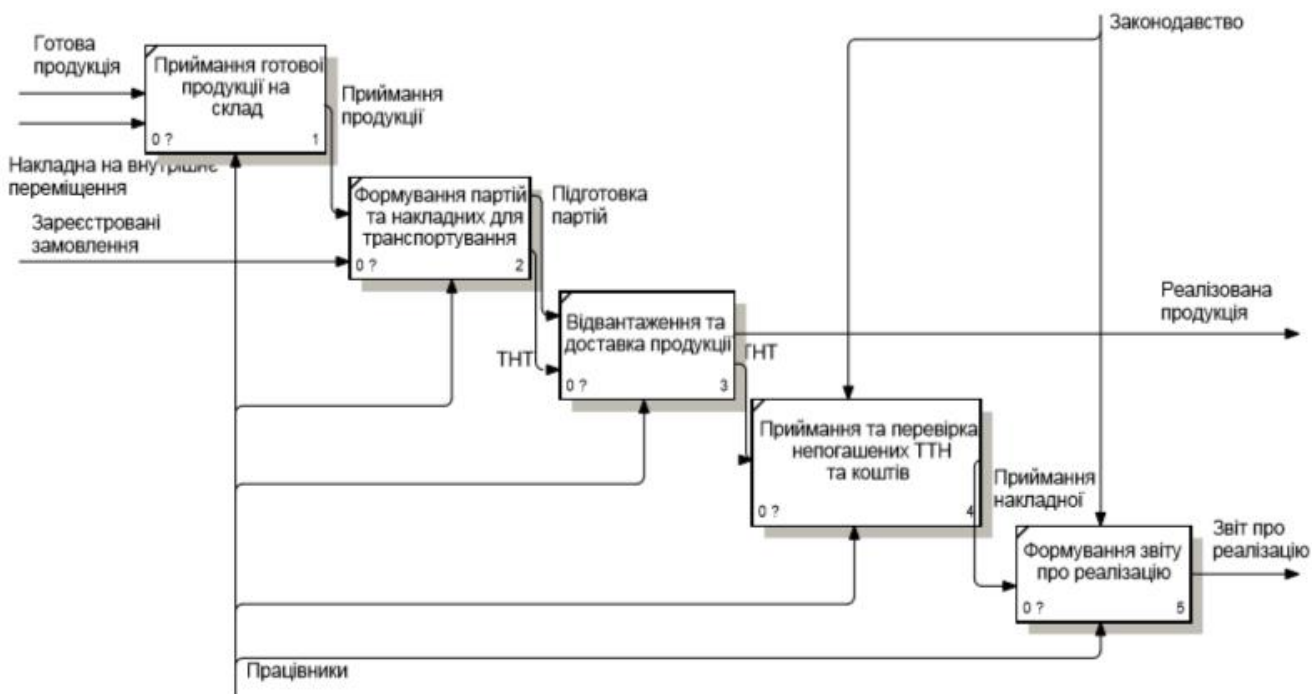 Законодавство
Готова
продукція
Приймання готової
продукції на
склад
0 ?
1
Приймання
продукції
Накладна на внутрішнє
переміщення
Зареєстровані
замовлення
Формування партій
та накладних для
транспортування
0 ?
2
Підготовка
партій
Відвантаження та
доставка продукції
0 ?
3
ТНТ
ТНТ
Реалізована
продукція
Приймання та перевірка
непогашених ТТН
та коштів
0 ?
4
Приймання
накладної
Формування звіту
про реалізацію
0 ?
5
Звіт про
реалізацію
Працівники